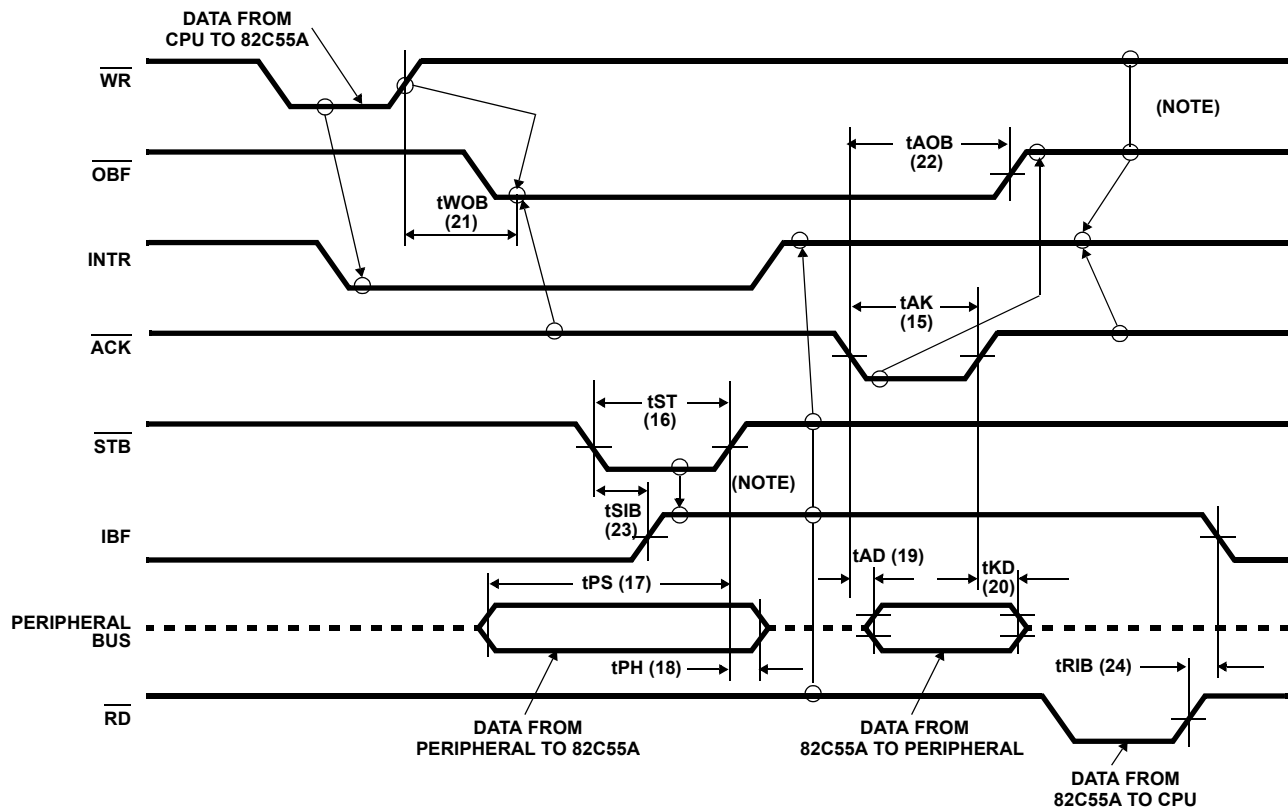 DATA FROM
CPU TO 82C55A
WR
(NOTE)
tAOB
(22)
OBF
tWOB
(21)
INTR
tAK
(15)
ACK
tST
(16)
STB
(NOTE)
tSIB
(23)
IBF
tAD (19)
tKD
(20)
tPS (17)
PERIPHERAL
BUS
tPH (18)
tRIB (24)
RD
DATA FROM
PERIPHERAL TO 82C55A
DATA FROM
82C55A TO PERIPHERAL
DATA FROM
82C55A TO CPU